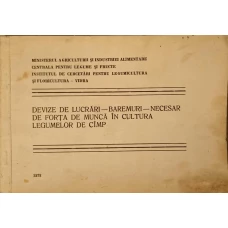 MINISTERUL AGRICULTURII ȘI INDUSTRIEI ALIMENTARE
CENTRALA PENTRU LEGUME ȘI FRUCTE
INSTITUTUL DE CERCETĂRI PENTRU LEGUMICULTURĂ
ȘI FLORICULTURĂ - VIDRA
DEVIZE DE LUCRĂRI — BAREMURI — NECESAR
DE FORȚA DE MUNCĂ ÎN CULTURA
LEGUMELOR DE CÎMP